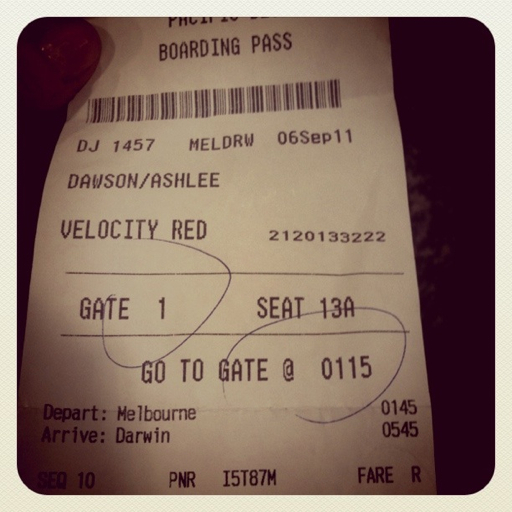 PACIFIC
BOARDING PASS
DJ 1457 MELDRW 06Sep11
DAWSON/ASHLEE
VELOCITY RED 2120133222
GATE 1 SEAT 13A
GO TO GATE @ 0115
Depart: Melbourne 0145
Arrive: Darwin 0545
SEQ 10 PNR I5T87M FARE R